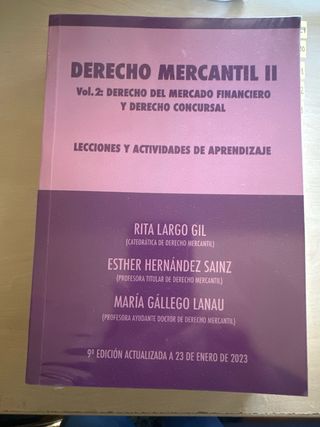 DERECHO MERCANTIL II
Vol.2: DERECHO DEL MERCADO FINANCIERO
Y DERECHO CONCURSAL
LECCIONES Y ACTIVIDADES DE APRENDIZAJE
RITA LARGO GIL
(CATEDRÁTICA DE DERECHO MERCANTIL)
ESTHER HERNÁNDEZ SAINZ
(PROFESORA TITULAR DE DERECHO MERCANTIL)
MARÍA GÁLLEGO LANAU
(PROFESORA AYUDANTE DOCTOR DE DERECHO MERCANTIL)
9ª EDICIÓN ACTUALIZADA A 23 DE ENERO DE 2023